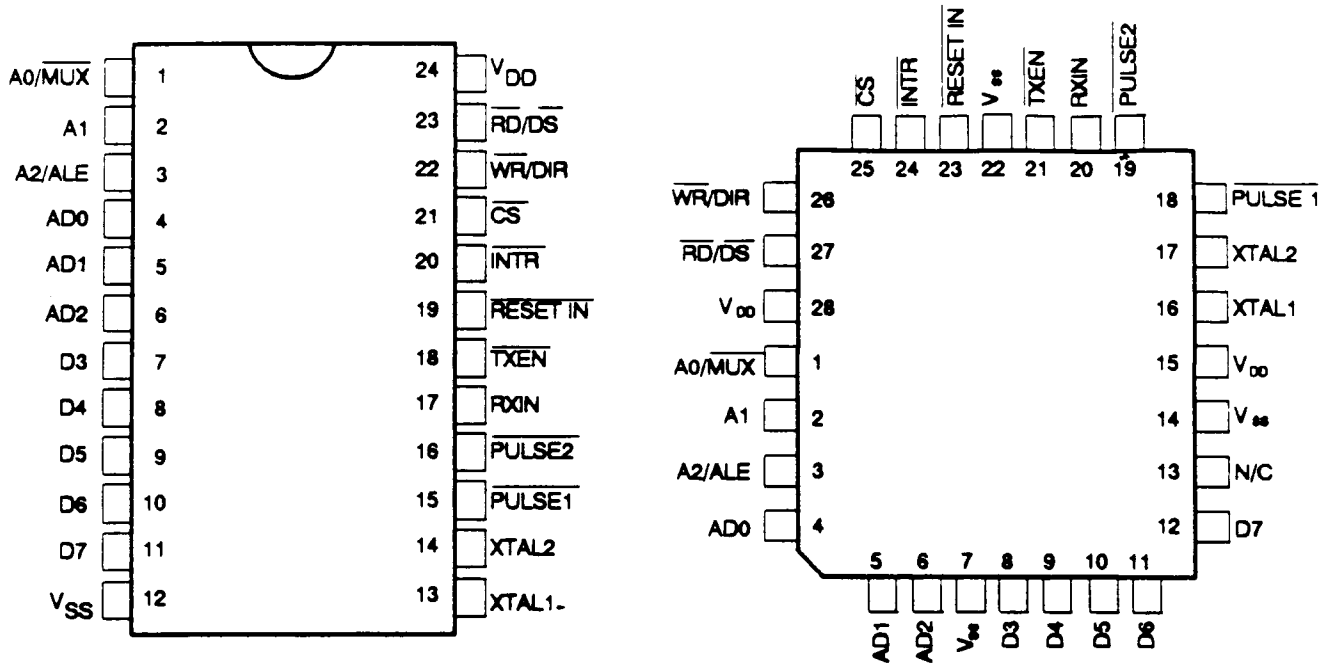 A0/MUX 1
A1 2
A2/ALE 3
AD0 4
AD1 5
AD2 6
D3 7
D4 8
D5 9
D6 10
D7 11
VSS 12
24 VDD
23 RD/DS
22 WR/DIR
21 CS
20 INTR
19 RESET IN
18 TXEN
17 RXIN
16 PULSE2
15 PULSE1
14 XTAL2
13 XTAL1-
CS
INTR
RESET IN
Vss
TXEN
RXIN
PULSE2
25 24 23 22 21 20 19
WR/DIR 26
RD/DS 27
VDD 28
A0/MUX 1
A1 2
A2/ALE 3
AD0 4
18 PULSE 1
17 XTAL2
16 XTAL1
15 VDD
14 Vss
13 N/C
12 D7
5 6 7 8 9 10 11
AD1
AD2
Vss
D3
D4
D5
D6